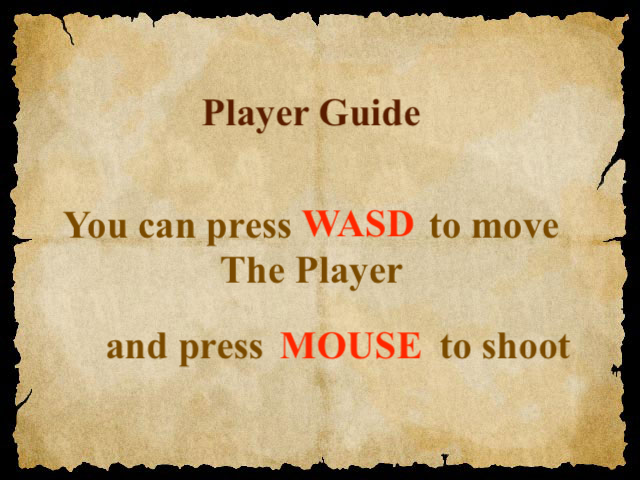 Player Guide
You can press WASD to move
The Player
and press MOUSE to shoot